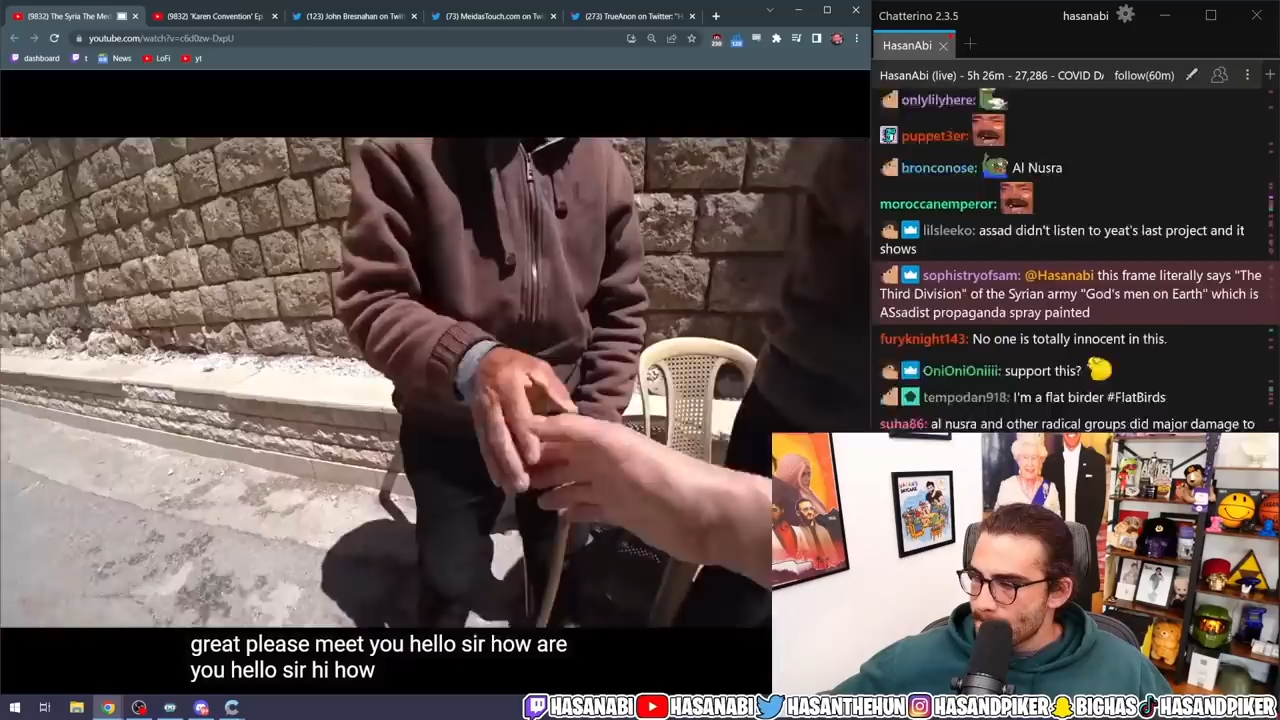 (9832) The Syria The Med
(9832) 'Karen Convention' Ep.
(123) John Bresnahan on Twit
(73) MeidasTouch.com on Twit
(273) TrueAnon on Twitter: "H
youtube.com/watch?v=c6d0zw-DxpU
dashboard
t
News
LoFi
yt
great please meet you hello sir how are
you hello sir hi how
Chatterino 2.3.5
hasanabi
HasanAbi
HasanAbi (live) - 5h 26m - 27,286 - COVID DA
follow(60m)
onlylilyhere:
puppet3er:
bronconose: Al Nusra
moroccanemperor:
lilsleeko: assad didn't listen to yeat's last project and it
shows
sophistryofsam: @Hasanabi this frame literally says "The
Third Division" of the Syrian army "God's men on Earth" which is
ASsadist propaganda spray painted
furyknight143: No one is totally innocent in this.
OniOniOniiii: support this?
tempodan918: I'm a flat birder #FlatBirds
suha86: al nusra and other radical groups did major damage to
HASANABI
HASANABI
HASANTHEHUN
HASANDPIKER
BIGHAS
HASANDPIKER